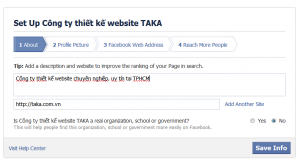 Set Up Công ty thiết kế website TAKA
1 About
2 Profile Picture
3 Facebook Web Address
4 Reach More People
Tip: Add a description and website to improve the ranking of your Page in search.
Công ty thiết kế website chuyên nghiệp, uy tín tại TPHCM
http://taka.com.vn
Add Another Site
Is Công ty thiết kế website TAKA a real organization, school or government?
Yes
No
This will help people find this organization, school or government more easily on Facebook.
Visit Help Center
Save Info